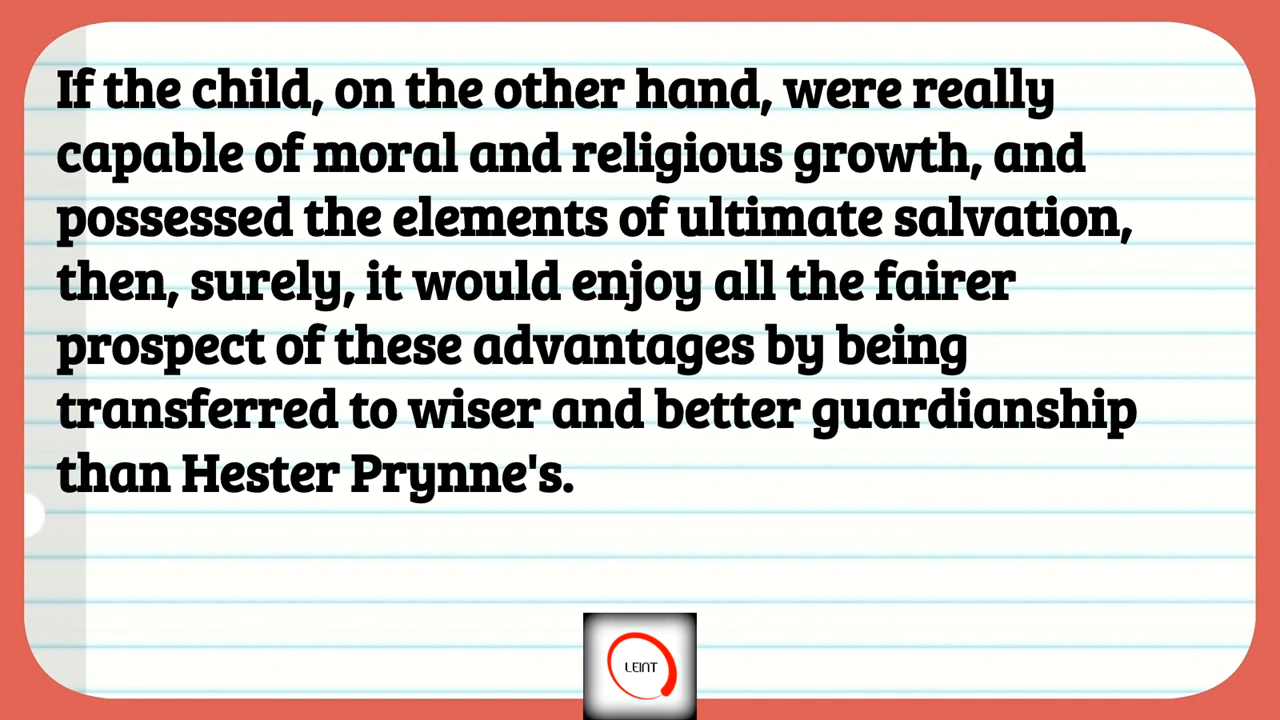 If the child, on the other hand, were really
capable of moral and religious growth, and
possessed the elements of ultimate salvation,
then, surely, it would enjoy all the fairer
prospect of these advantages by being
transferred to wiser and better guardianship
than Hester Prynne's.
LEINT